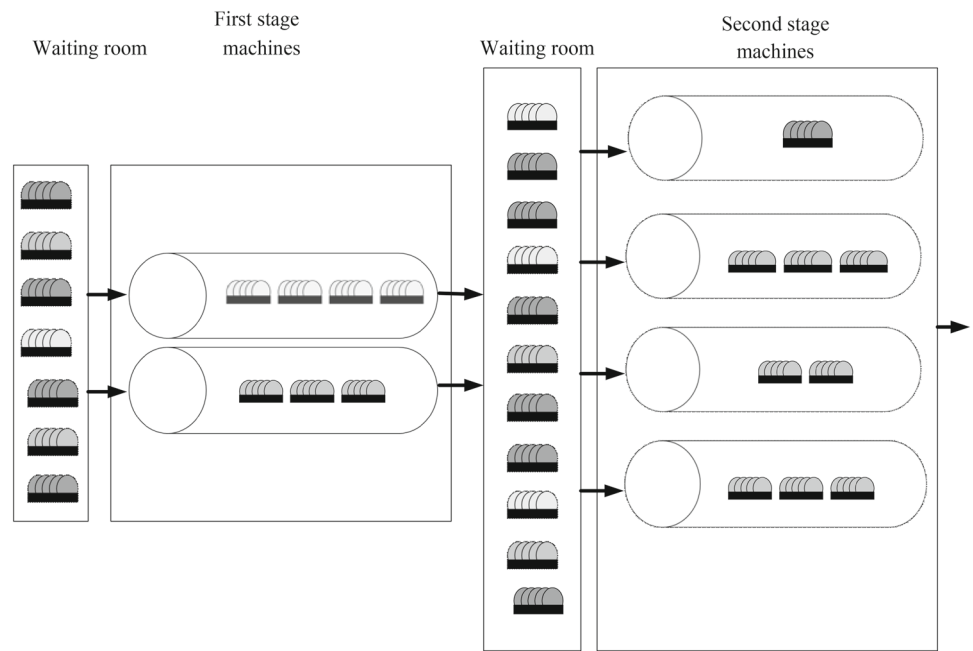 First stage
machines
Waiting room
Waiting room
Second stage
machines